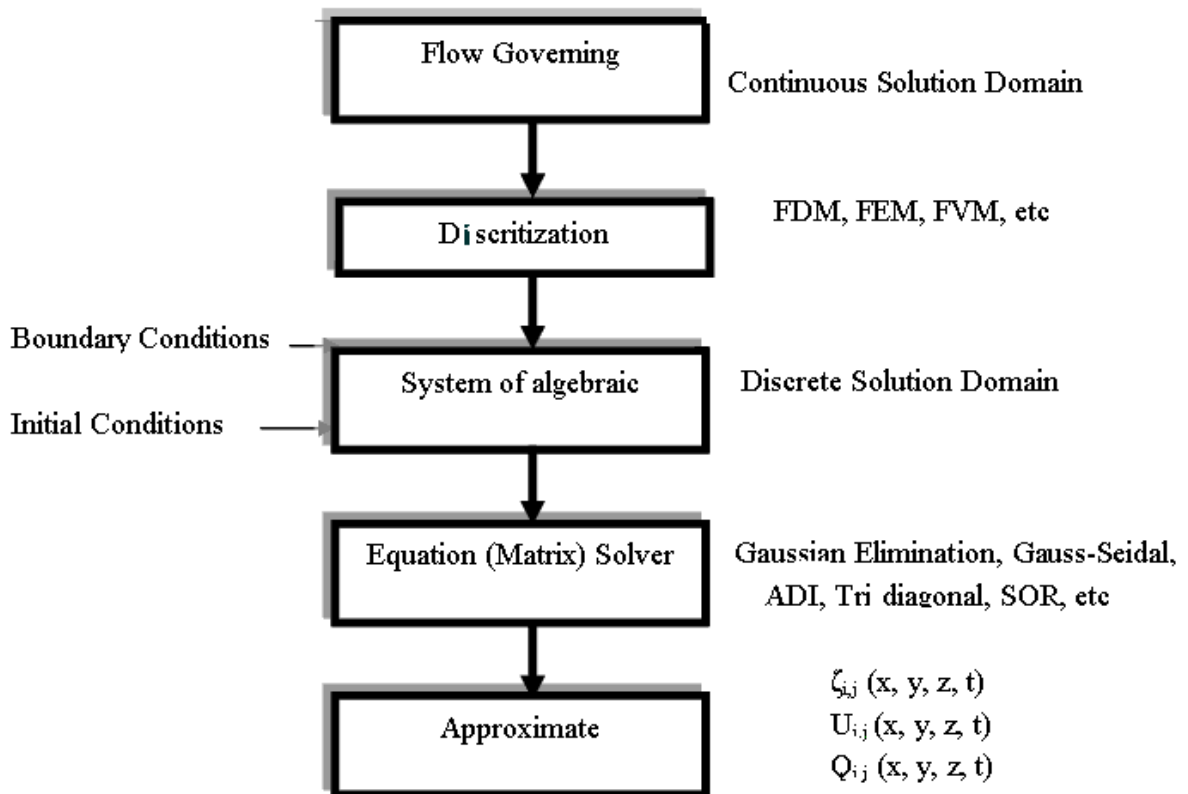 Flow Governing
Continuous Solution Domain
FDM, FEM, FVM, etc
Discritization
Boundary Conditions
System of algebraic
Discrete Solution Domain
Initial Conditions
Equation (Matrix) Solver
Gaussian Elimination, Gauss-Seidal,
ADI, Tri diagonal, SOR, etc
ζi,j (x, y, z, t)
Approximate
Ui,j (x, y, z, t)
Qi,j (x, y, z, t)